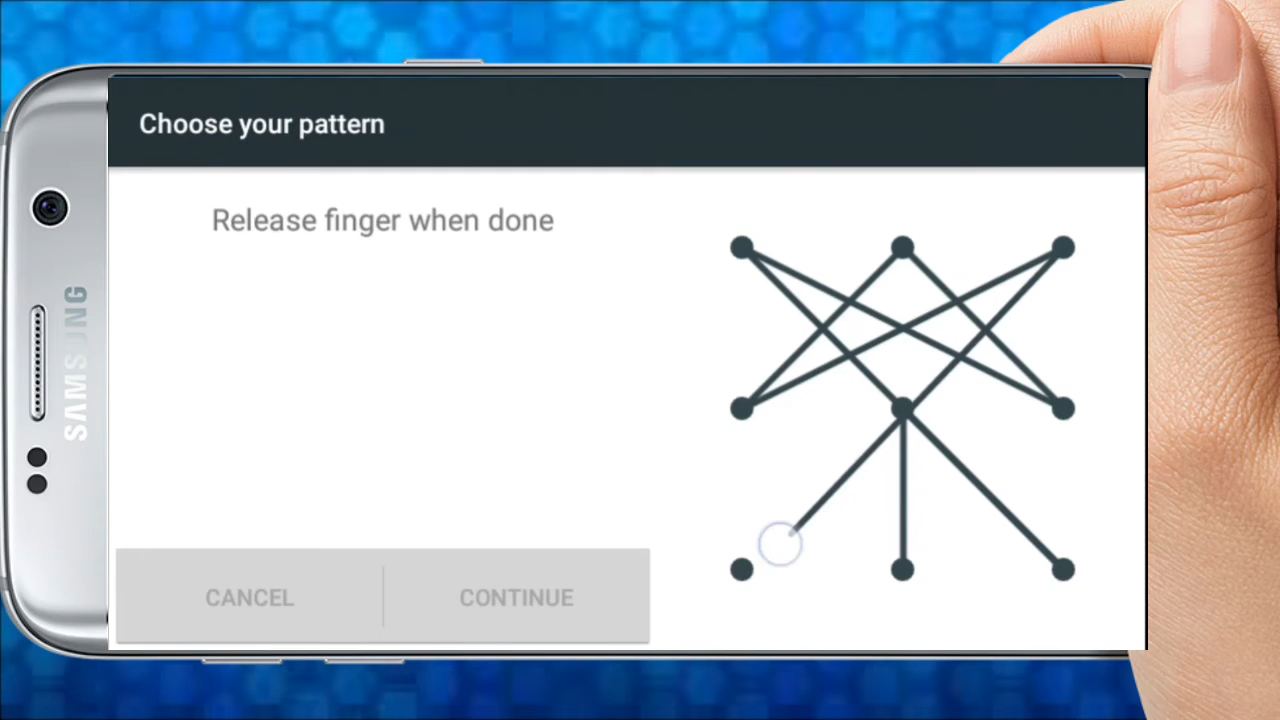 Choose your pattern
Release finger when done
CANCEL
CONTINUE
SAMSUNG